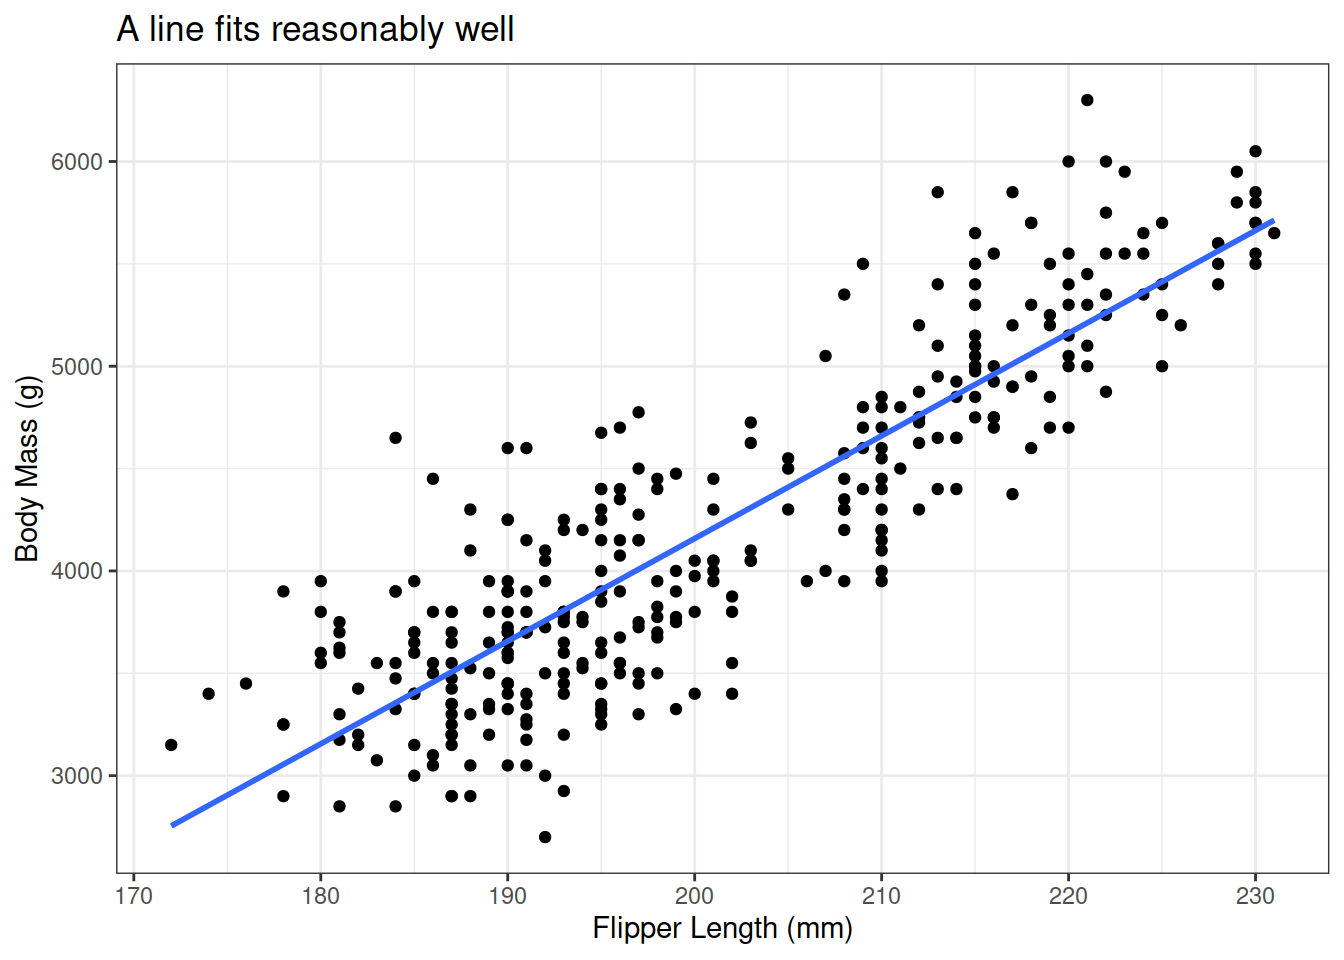 A line fits reasonably well
6000
5000
4000
3000
Body Mass (g)
170 180 190 200 210 220 230
Flipper Length (mm)